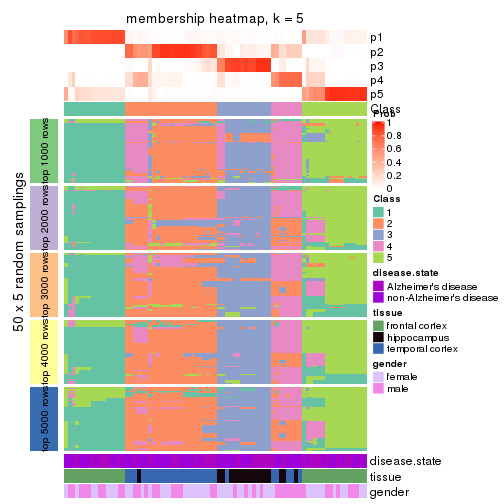 membership heatmap, k = 5
p1
p2
p3
p4
p5
Class
50 x 5 random samplings
top 1000 rows
top 2000 rows
top 3000 rows
top 4000 rows
top 5000 rows
disease.state
tissue
gender
Prob
1
0.8
0.6
0.4
0.2
0
Class
1
2
3
4
5
disease.state
Alzheimer's disease
non-Alzheimer's disease
tissue
frontal cortex
hippocampus
temporal cortex
gender
female
male